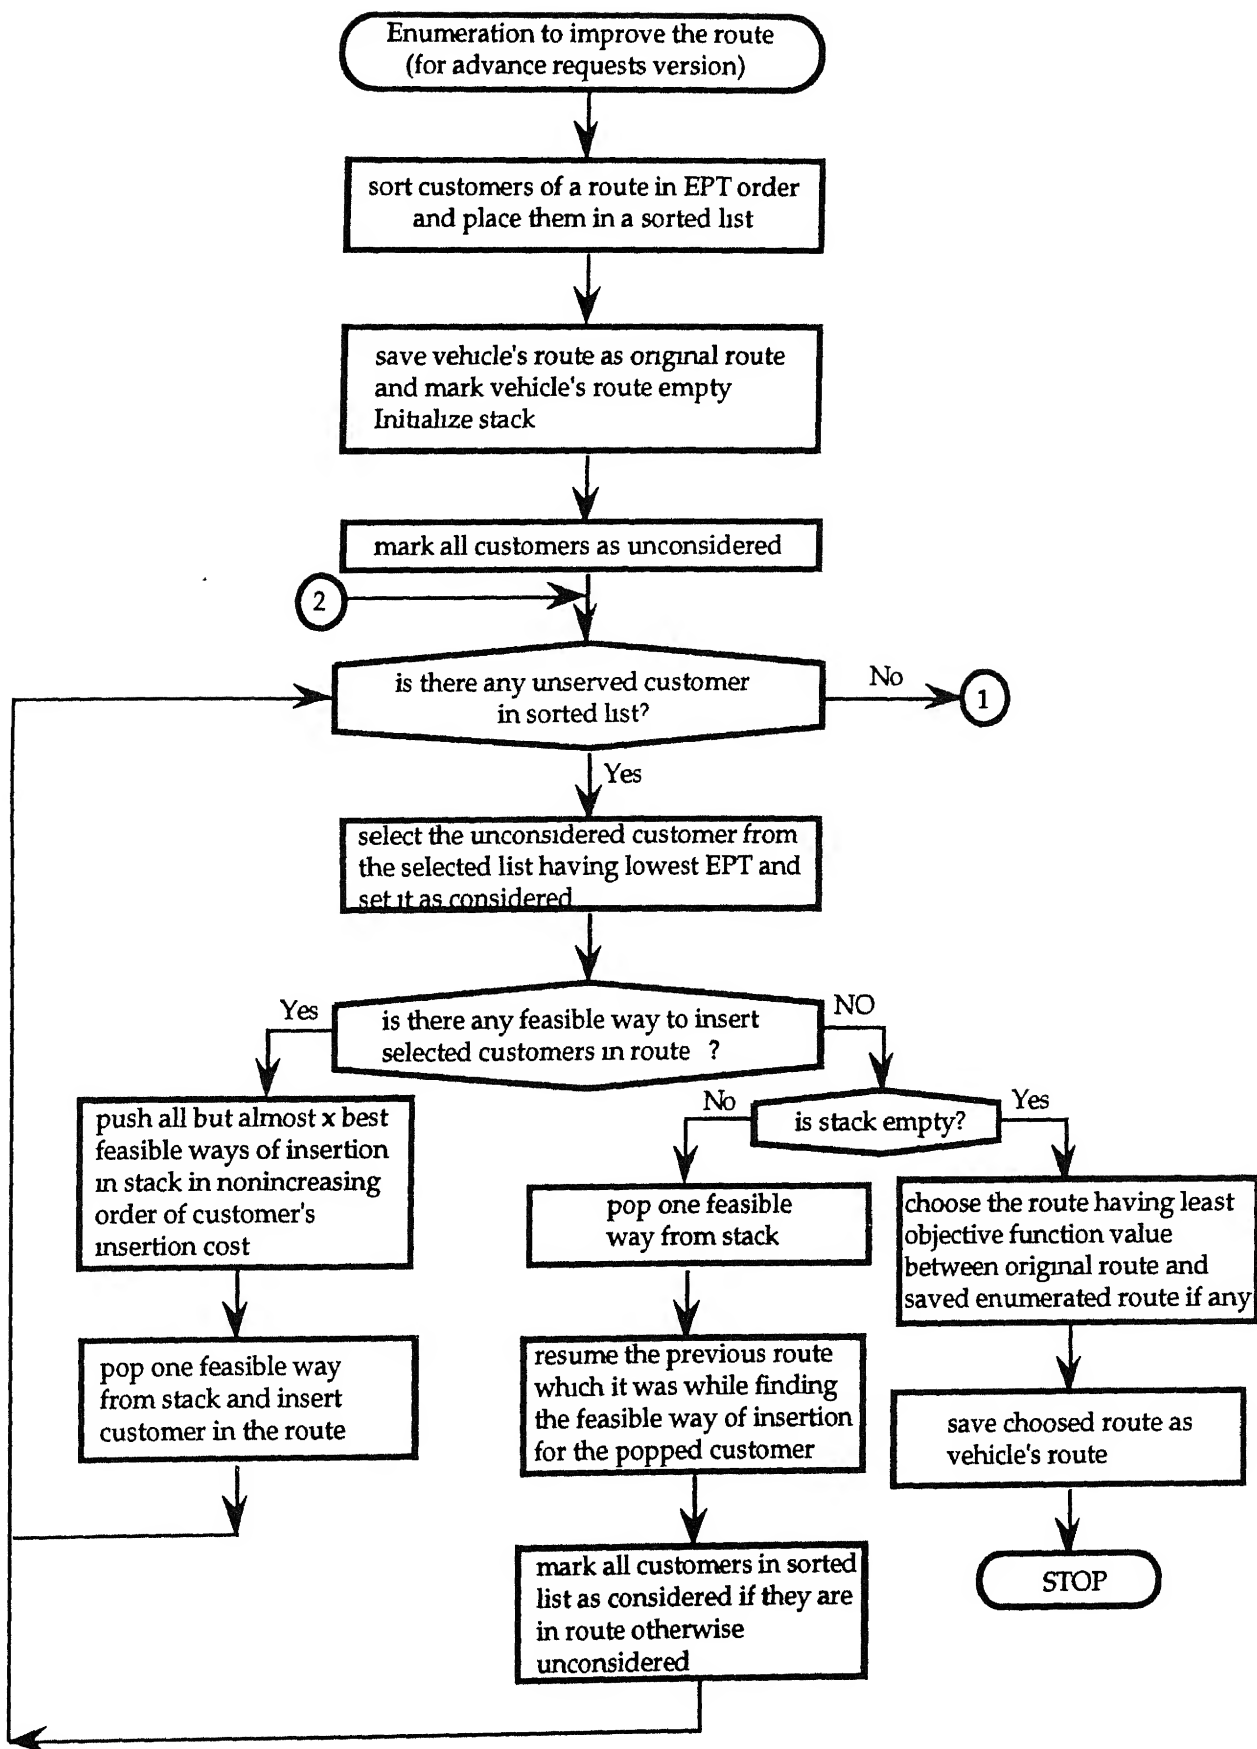 Enumeration to improve the route
(for advance requests version)
sort customers of a route in EPT order
and place them in a sorted list
save vehicle's route as original route
and mark vehicle's route empty
Initialize stack
mark all customers as unconsidered
2
is there any unserved customer
in sorted list?
No
1
Yes
select the unconsidered customer from
the selected list having lowest EPT and
set it as considered
is there any feasible way to insert
selected customers in route ?
Yes
NO
push all but almost x best
feasible ways of insertion
in stack in nonincreasing
order of customer's
insertion cost
pop one feasible way
from stack and insert
customer in the route
is stack empty?
No
Yes
pop one feasible
way from stack
resume the previous route
which it was while finding
the feasible way of insertion
for the popped customer
mark all customers in sorted
list as considered if they are
in route otherwise
unconsidered
choose the route having least
objective function value
between original route and
saved enumerated route if any
save choosed route as
vehicle's route
STOP